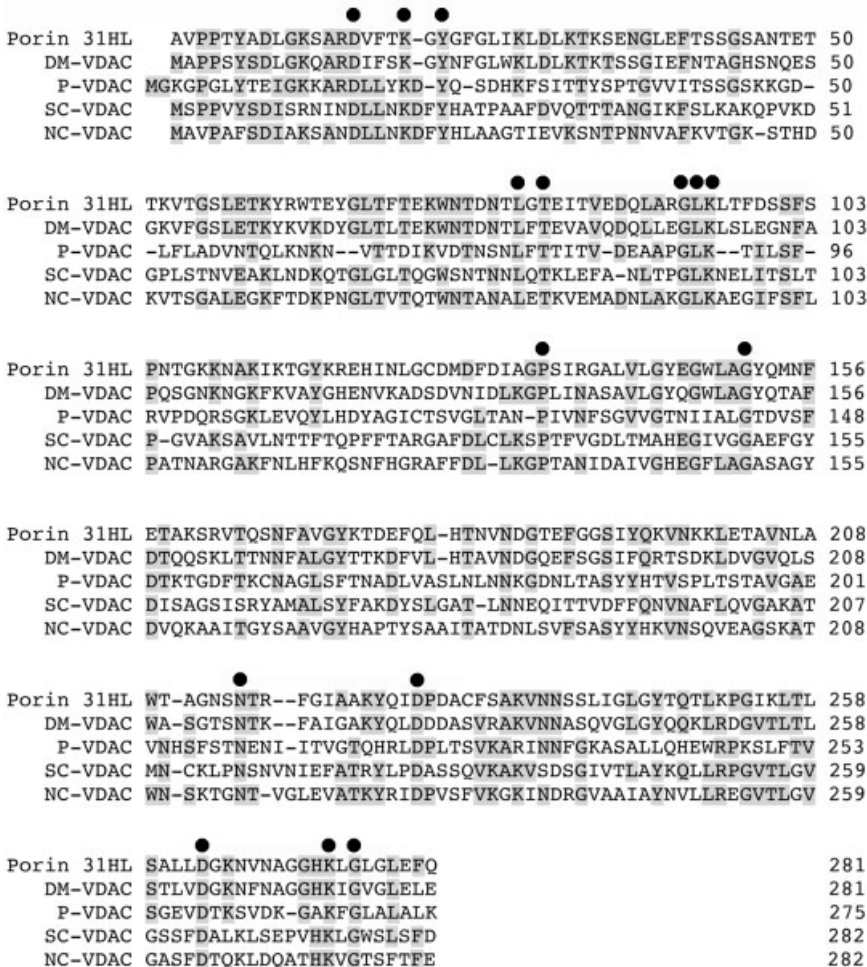 Porin 31HL AVPPTYADLGKSARDVFTK-GYGFGLIKLDLKTKSENGLEFTSSGSANTET 50
DM-VDAC MAPPSYSDLGKQARDIFSK-GYNFGLWKLDLKTKTSSGIEFNTAGHSNQES 50
P-VDAC MGKGPGLYTEIGKKARDLLYKD-YQ-SDHKFSITTYSPTGVVITSSGSKKGD- 50
SC-VDAC MSPPVYSDISRNINDLLNKDFYHATPAAFDVQTTTANGIKFSLKAKQPVKD 51
NC-VDAC MAVPAFSDIAKSANDLLNKDFYHLAAGTIEVKSNTPNNVAFKVTGK-STHD 50
Porin 31HL TKVTGSLETKYRWTEYGLTFTEKWNTDNTLGTEITVEDQLARGLKLTFDSSFS 103
DM-VDAC GKVFGSLETKYKVKDYGLTLTEKWNTDNTLFTEVAVQDQLLEGLKLSLEGNFA 103
P-VDAC -LFLADVNTQLKNKN--VTTDIKVDTNSNLFTTITV-DEAAPGLK--TILSF- 96
SC-VDAC GPLSTNVEAKLNDKQTGLGLTQGWSNTNNLQTKLEFA-NLTPGLKNELITSLT 103
NC-VDAC KVTSGALEGKFTDKPNGLTVTQTWNTANALETKVEMADNLAKGLKAEGIFSFL 103
Porin 31HL PNTGKKNAKIKTGYKREHINLGCDMDFDIAGPSIRGALVLGYEGWLAGYQMNF 156
DM-VDAC PQSGNKNGKFKVAYGHENVKADSDVNIDLKGPLINASAVLGYQGWLAGYQTAF 156
P-VDAC RVPDQRSGKLEVQYLHDYAGICTSVGLTAN-PIVNFSGVVGTNIIALGTDVSF 148
SC-VDAC P-GVAKSAVLNTTFTQPFFTARGAFDLCLKSPTFVGDLTMAHEGIVGGAEFGY 155
NC-VDAC PATNARGAKFNLHFKQSNFHGRAFFDL-LKGPTANIDAIVGHEGFLAGASAGY 155
Porin 31HL ETAKSRVTQSNFAVGYKTDEFQL-HTNVNDGTEFGGSIYQKVNKKLETAVNLA 208
DM-VDAC DTQQSKLTTNNFALGYTTKDFVL-HTAVNDGQEFSGSIFQRTSDKLDVGVQLS 208
P-VDAC DTKTGDFTKCNAGLSFTNADLVASLNLNNKGDNLTASYYHTVSPLTSTAVGAE 201
SC-VDAC DISAGSISRYAMALSYFAKDYSLGAT-LNNEQITTVDFFQNVNAFLQVGAKAT 207
NC-VDAC DVQKAAITGYSAAVGYHAPTYSAAITATDNLSVFSASYYHKVNSQVEAGSKAT 208
Porin 31HL WT-AGNSNTR--FGIAAKYQIDPDACFSAKVNNSSLIGLGYTQTLKPGIKLTL 258
DM-VDAC WA-SGTSNTK--FAIGAKYQLDDDASVRAKVNNASQVGLGYQQKLRDGVTLTL 258
P-VDAC VNHSFSTNENI-ITVGTQHRLDPLTSVKARINNFGKASALLQHEWRPKSLFTV 253
SC-VDAC MN-CKLPNSNVNIEFATRYLPDASSQVKAKVSDSGIVTLAYKQLLRPGVTLGV 259
NC-VDAC WN-SKTGNT-VGLEVATKYRIDPVSFVKGKINDRGVAAIAYNVLLREGVTLGV 259
Porin 31HL SALLDGKNVNAGGHKLGLGLEFQ 281
DM-VDAC STLVDGKNFNAGGHKIGVGLELE 281
P-VDAC SGEVDTKSVDK-GAKFGLALALK 275
SC-VDAC GSSFDALKLSEPVHKLGWSLSFD 282
NC-VDAC GASFDTQKLDQATHKVGTSFTFE 282